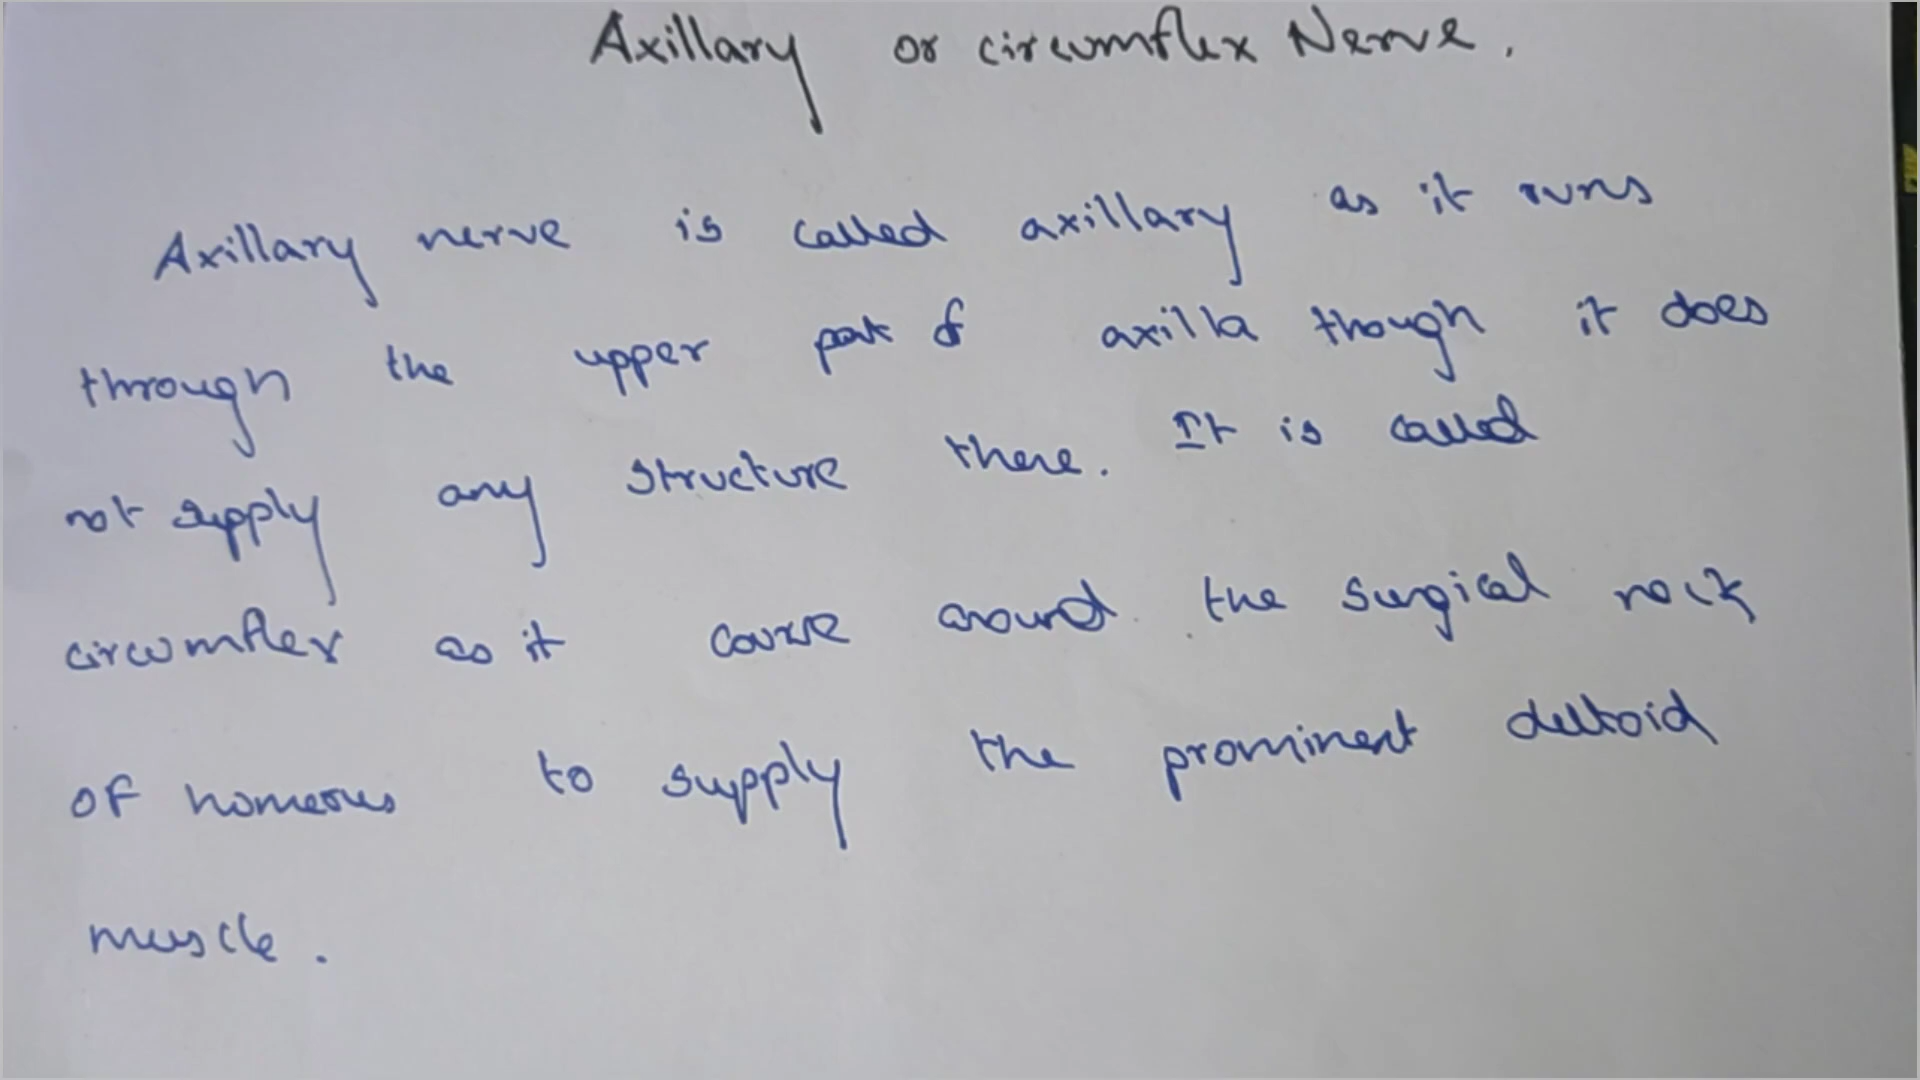 Axillary or circumflex Nerve.
Axillary nerve is called axillary as it runs
through the upper part of axilla though it does
not supply any structure there. It is called
circumflex as it course around the surgical neck
of homerus to supply the prominent deltoid
muscle.